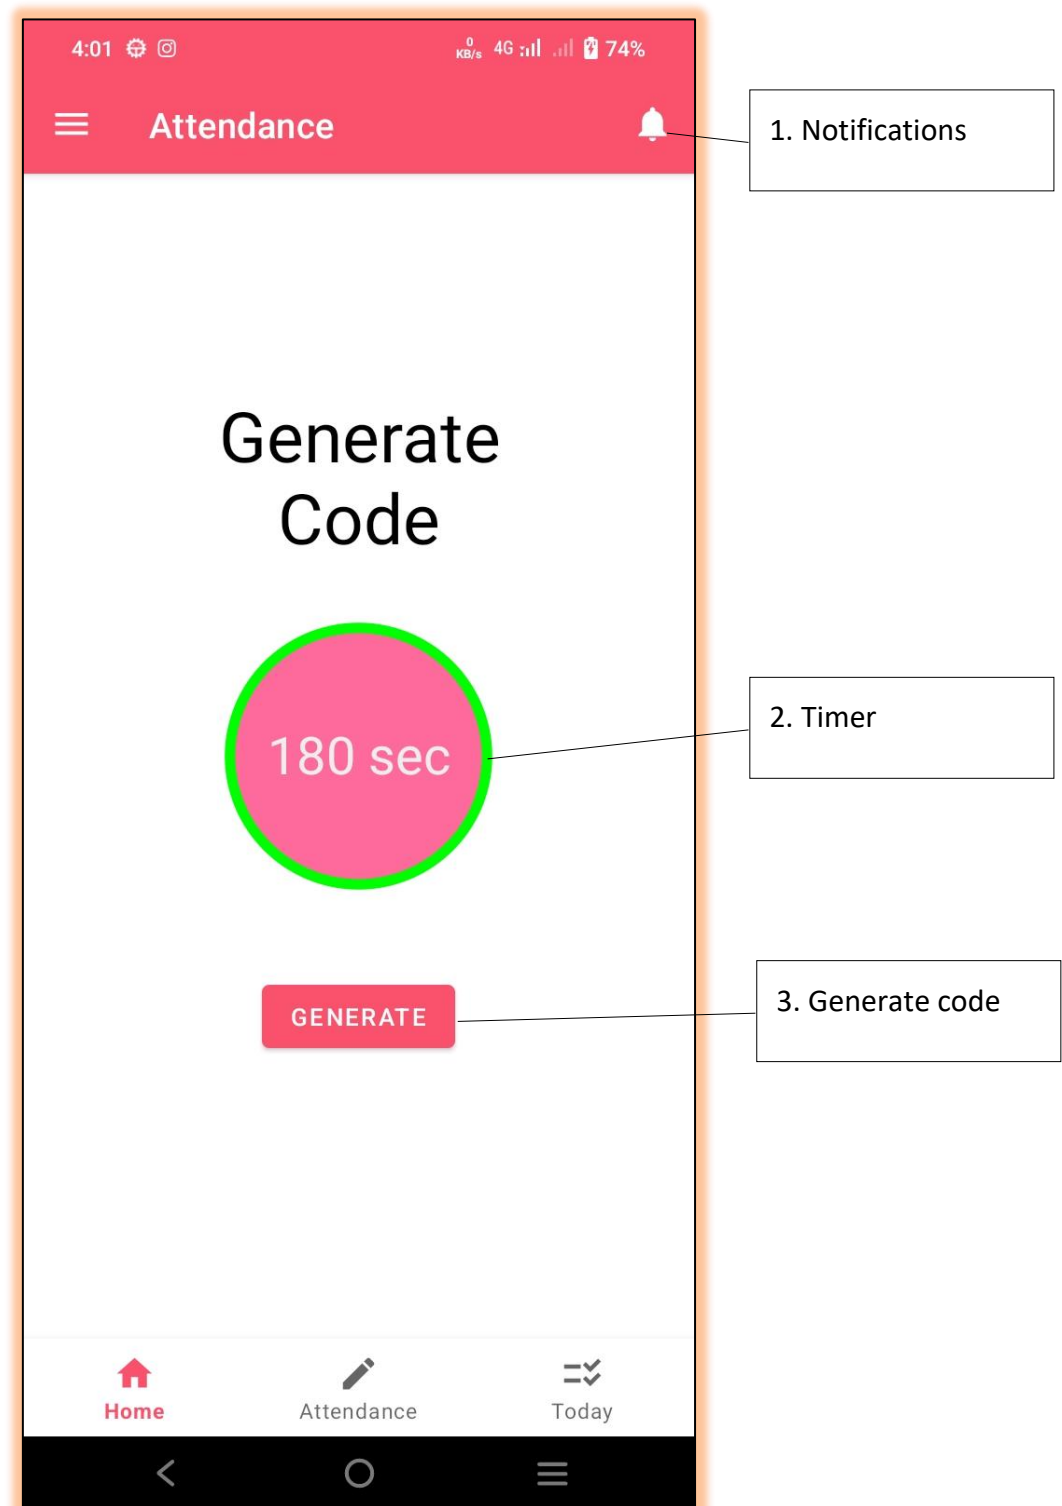 4:01
0
KB/s
4G
74%
Attendance
1. Notifications
Generate
Code
180 sec
2. Timer
GENERATE
3. Generate code
Home
Attendance
Today